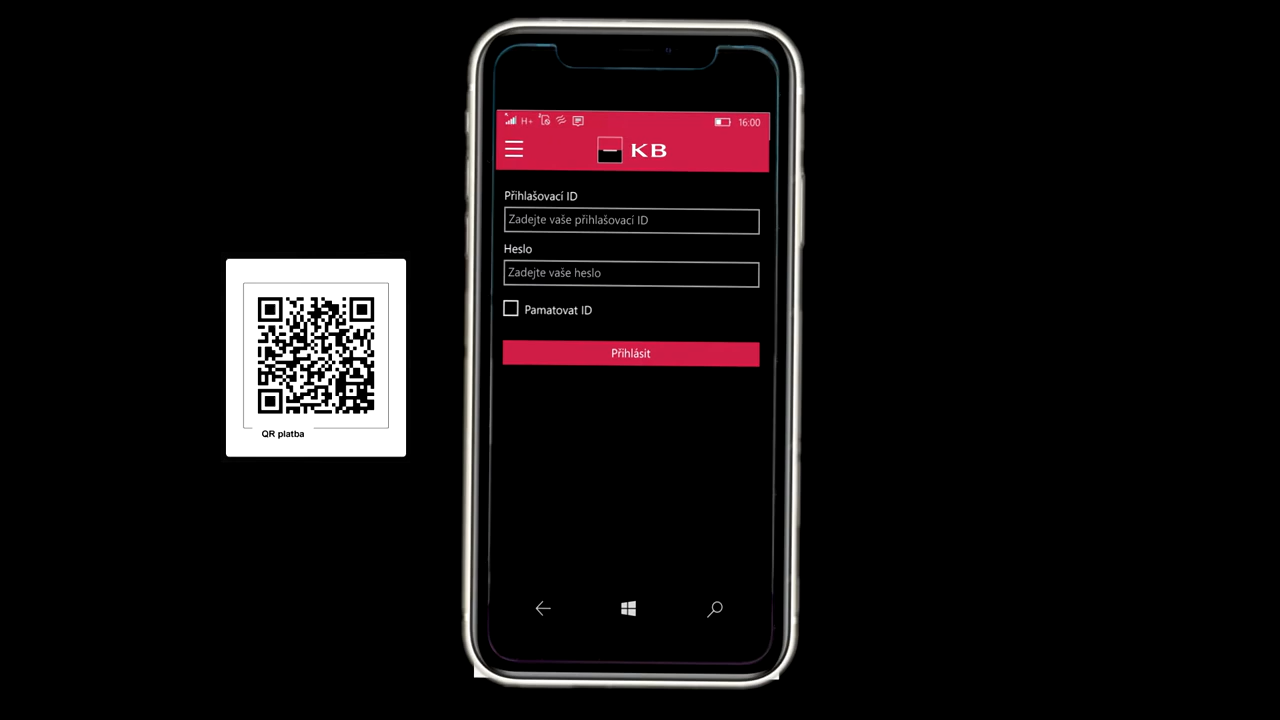 H+
16:00
KB
Přihlašovací ID
Zadejte vaše přihlašovací ID
Heslo
Zadejte vaše heslo
Pamatovat ID
Přihlásit
QR platba